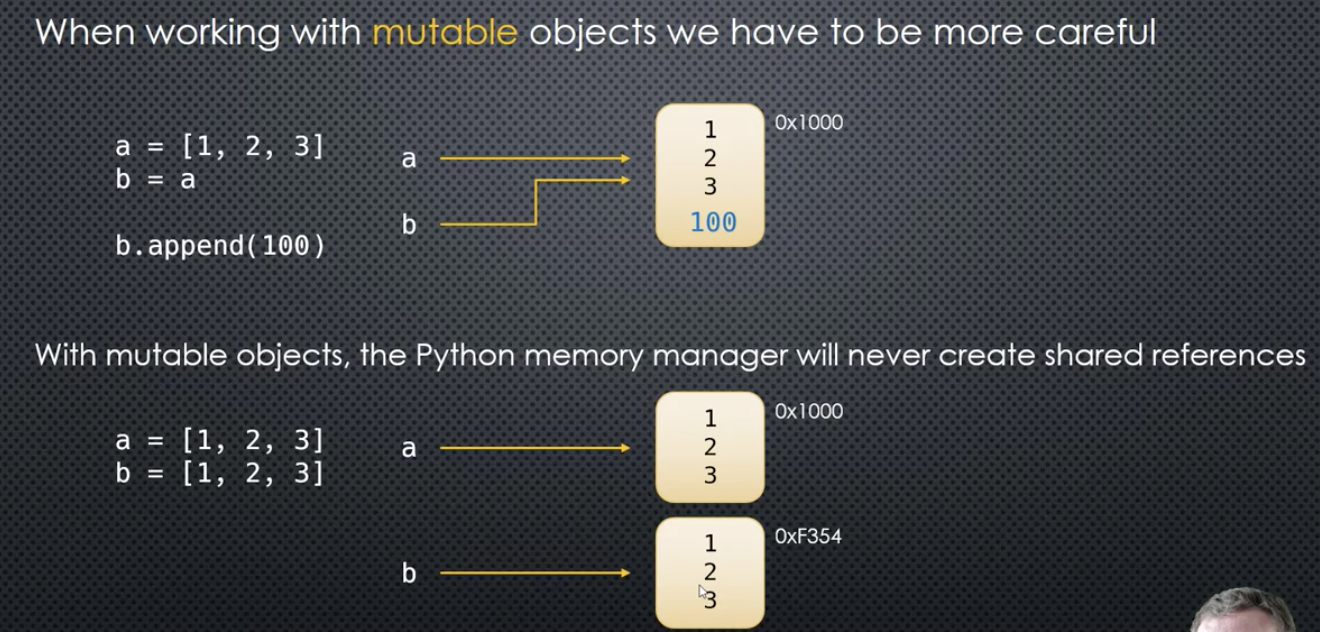 When working with mutable objects we have to be more careful
a = [1, 2, 3]
b = a
b.append(100)
a
b
1
2
3
100
0x1000
With mutable objects, the Python memory manager will never create shared references
a = [1, 2, 3]
b = [1, 2, 3]
a
1
2
3
0x1000
b
1
2
3
0xF354